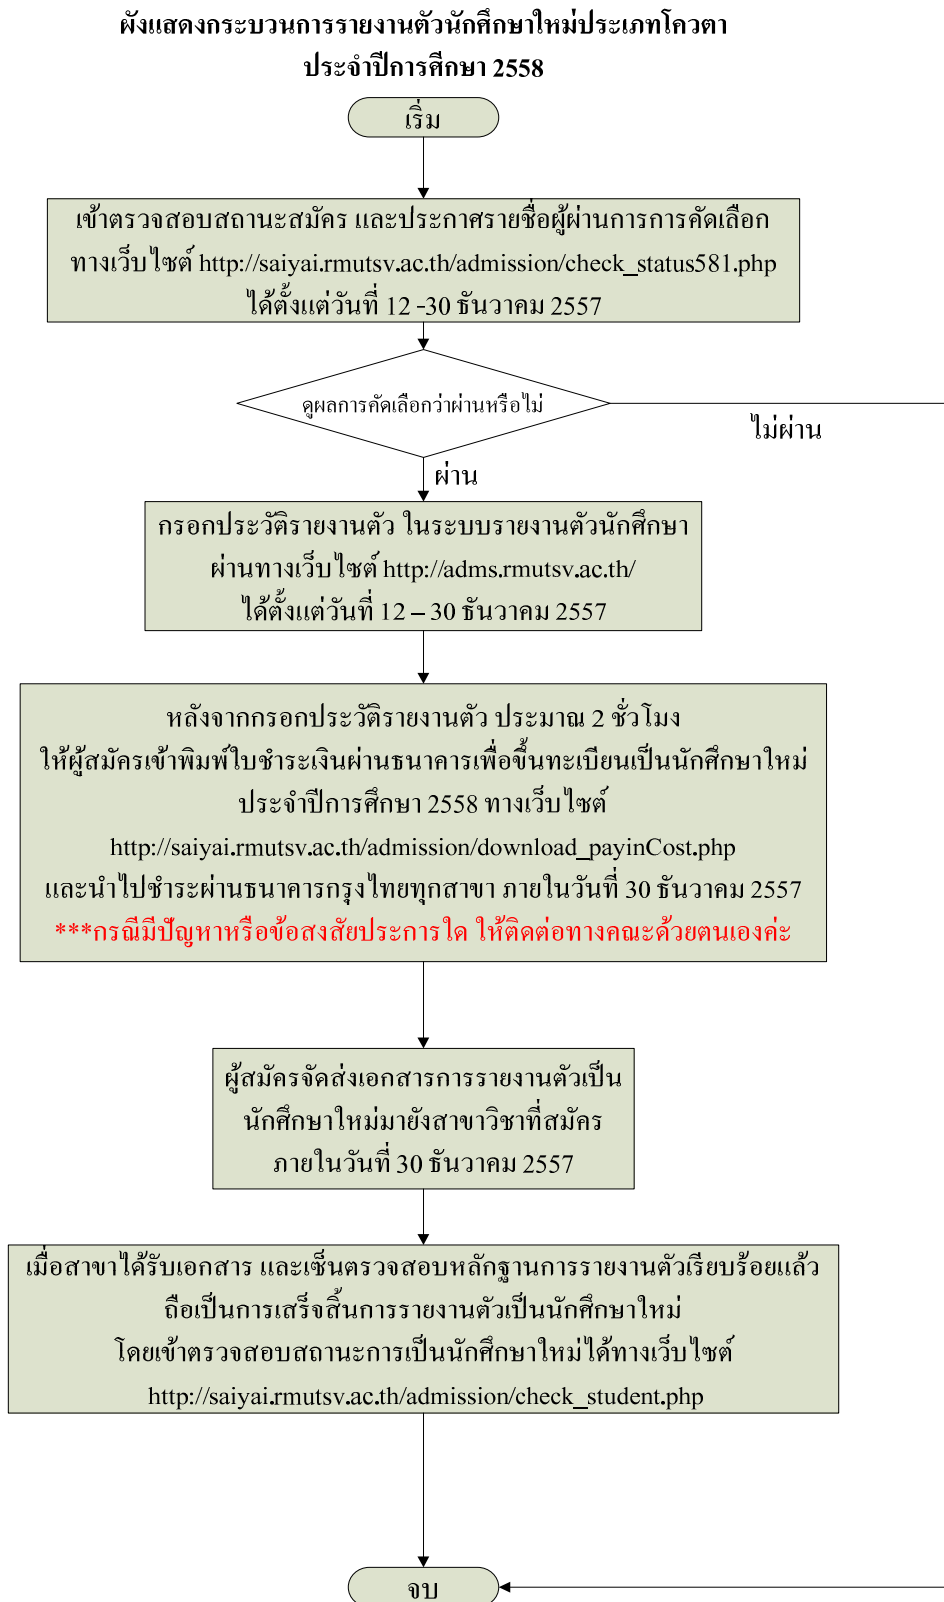 ผังแสดงกระบวนการรายงานตัวนักศึกษาใหม่ประเภทโควตา
ประจำปีการศึกษา 2558
เริ่ม
เข้าตรวจสอบสถานะสมัคร และประกาศรายชื่อผู้ผ่านการการคัดเลือก
ทางเว็บไซต์ http://saiyai.rmutsv.ac.th/admission/check_status581.php
ได้ตั้งแต่วันที่ 12 -30 ธันวาคม 2557
ดูผลการคัดเลือกว่าผ่านหรือไม่
ไม่ผ่าน
ผ่าน
กรอกประวัติรายงานตัว ในระบบรายงานตัวนักศึกษา
ผ่านทางเว็บไซต์ http://adms.rmutsv.ac.th/
ได้ตั้งแต่วันที่ 12 – 30 ธันวาคม 2557
หลังจากกรอกประวัติรายงานตัว ประมาณ 2 ชั่วโมง
ให้ผู้สมัครเข้าพิมพ์ใบชำระเงินผ่านธนาคารเพื่อขึ้นทะเบียนเป็นนักศึกษาใหม่
ประจำปีการศึกษา 2558 ทางเว็บไซต์
http://saiyai.rmutsv.ac.th/admission/download_payinCost.php
และนำไปชำระผ่านธนาคารกรุงไทยทุกสาขา ภายในวันที่ 30 ธันวาคม 2557
***กรณีมีปัญหาหรือข้อสงสัยประการใด ให้ติดต่อทางคณะด้วยตนเองค่ะ
ผู้สมัครจัดส่งเอกสารการรายงานตัวเป็น
นักศึกษาใหม่มายังสาขาวิชาที่สมัคร
ภายในวันที่ 30 ธันวาคม 2557
เมื่อสาขาได้รับเอกสาร และเซ็นตรวจสอบหลักฐานการรายงานตัวเรียบร้อยแล้ว
ถือเป็นการเสร็จสิ้นการรายงานตัวเป็นนักศึกษาใหม่
โดยเข้าตรวจสอบสถานะการเป็นนักศึกษาใหม่ได้ทางเว็บไซต์
http://saiyai.rmutsv.ac.th/admission/check_student.php
จบ